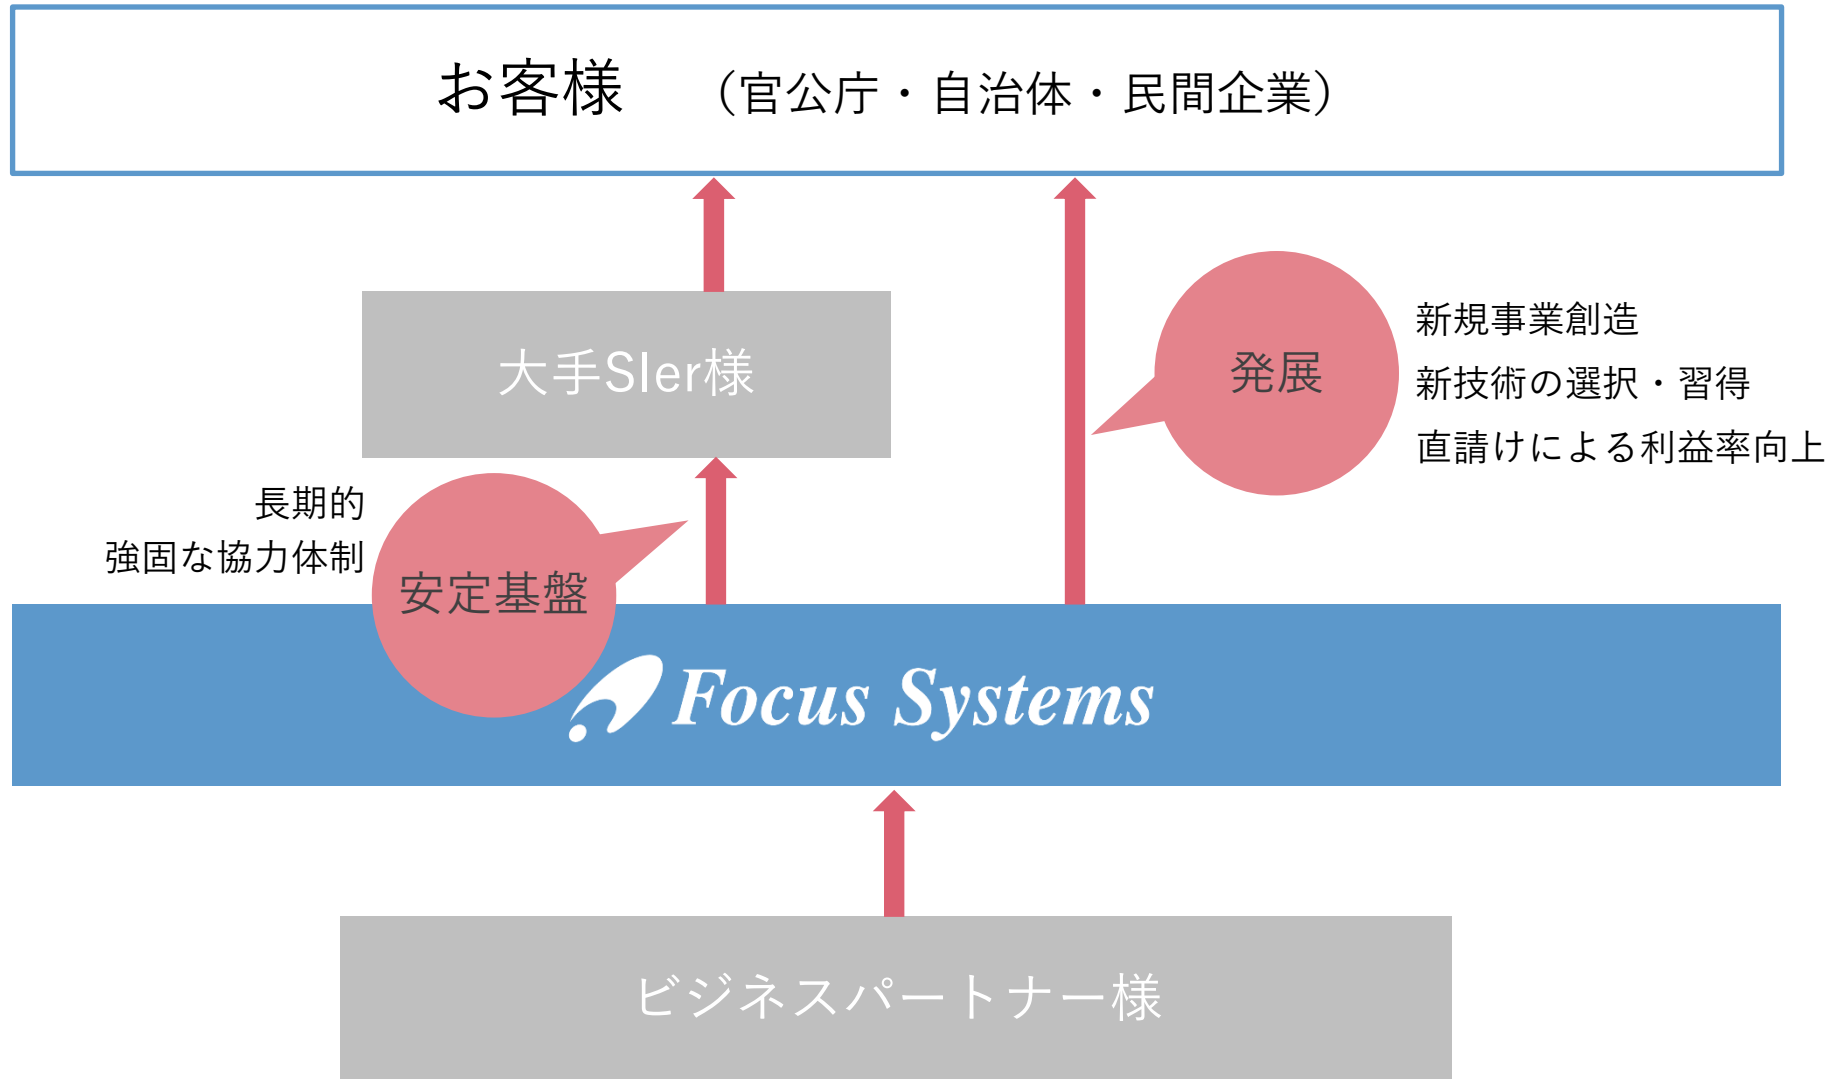 お客様 （官公庁・自治体・民間企業）
大手SIer様
発展
新規事業創造
新技術の選択・習得
直請けによる利益率向上
長期的
強固な協力体制
安定基盤
Focus Systems
ビジネスパートナー様